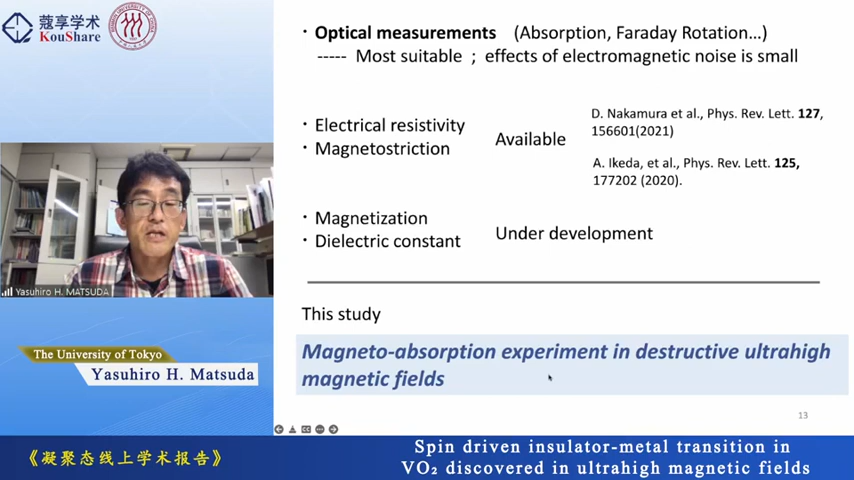 蔻享学术
KouShare
· Optical measurements (Absorption, Faraday Rotation...)
----- Most suitable ; effects of electromagnetic noise is small
· Electrical resistivity
· Magnetostriction
Available
D. Nakamura et al., Phys. Rev. Lett. 127,
156601(2021)
A. Ikeda, et al., Phys. Rev. Lett. 125,
177202 (2020).
· Magnetization
· Dielectric constant
Under development
This study
Magneto-absorption experiment in destructive ultrahigh
magnetic fields
13
Yasuhiro H. MATSUDA
The University of Tokyo
Yasuhiro H. Matsuda
《凝聚态线上学术报告》
Spin driven insulator-metal transition in
VO₂ discovered in ultrahigh magnetic fields